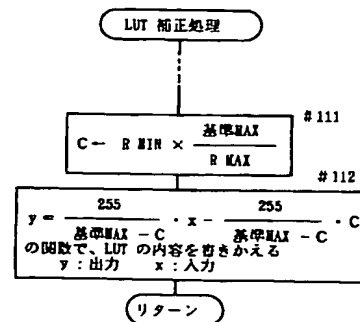 LUT 補正処理
#111
C← R MIN × 基準MAX / R MAX
#112
y= 255 / 基準MAX - C ・x- 255 / 基準MAX - C ・C
の関数で、LUT の内容を書きかえる
y:出力 x:入力
リターン